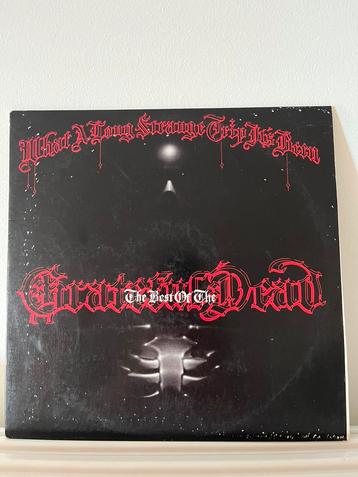 What A Long Strange Trip It's Been
The Best Of The
Grateful Dead